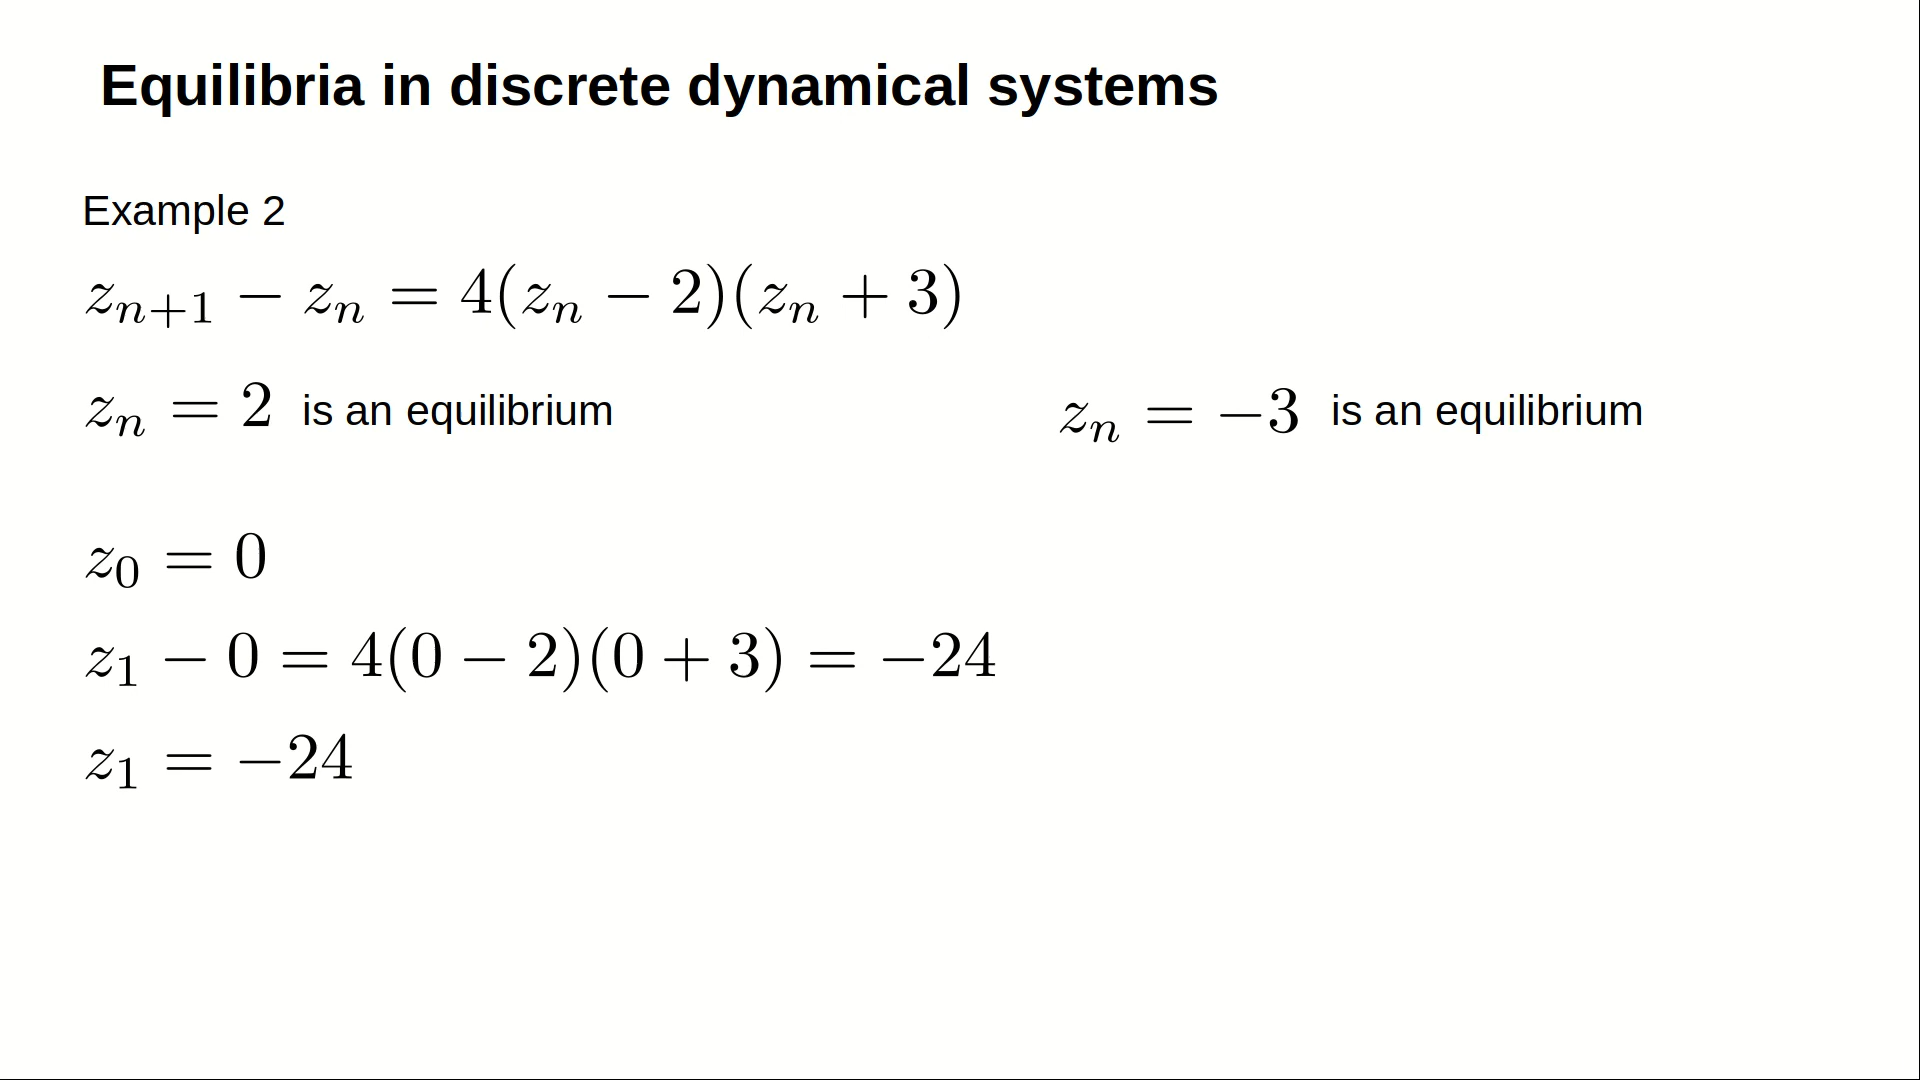 Equilibria in discrete dynamical systems
Example 2
$z_{n+1} - z_n = 4(z_n - 2)(z_n + 3)$
$z_n = 2$ is an equilibrium
$z_n = -3$ is an equilibrium
$z_0 = 0$
$z_1 - 0 = 4(0 - 2)(0 + 3) = -24$
$z_1 = -24$